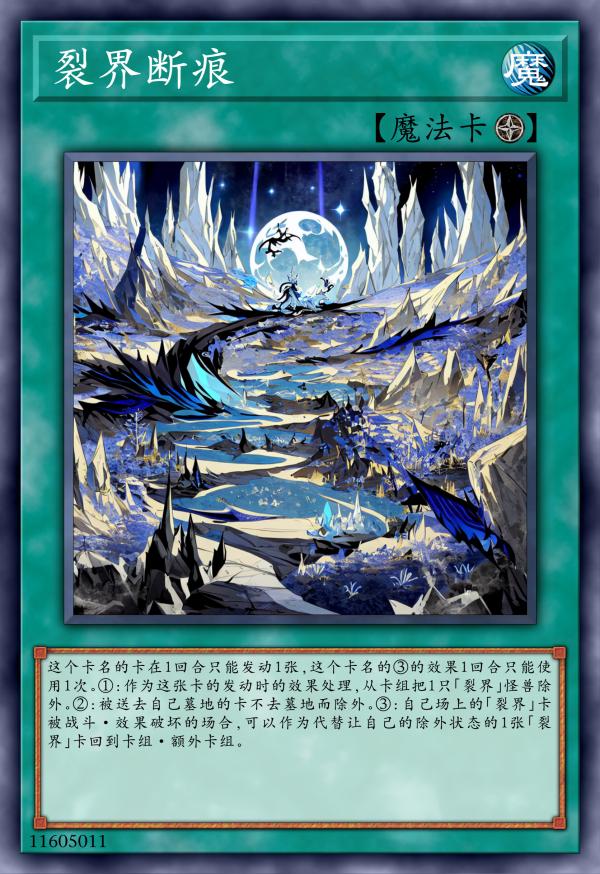 裂界断痕
魔
【魔法卡】
这个卡名的卡在1回合只能发动1张,这个卡名的③的效果1回合只能使
用1次。①:作为这张卡的发动时的效果处理,从卡组把1只「裂界」怪兽除
外。②:被送去自己墓地的卡不去墓地而除外。③:自己场上的「裂界」卡
被战斗·效果破坏的场合,可以作为代替让自己的除外状态的1张「裂
界」卡回到卡组·额外卡组。
11605011